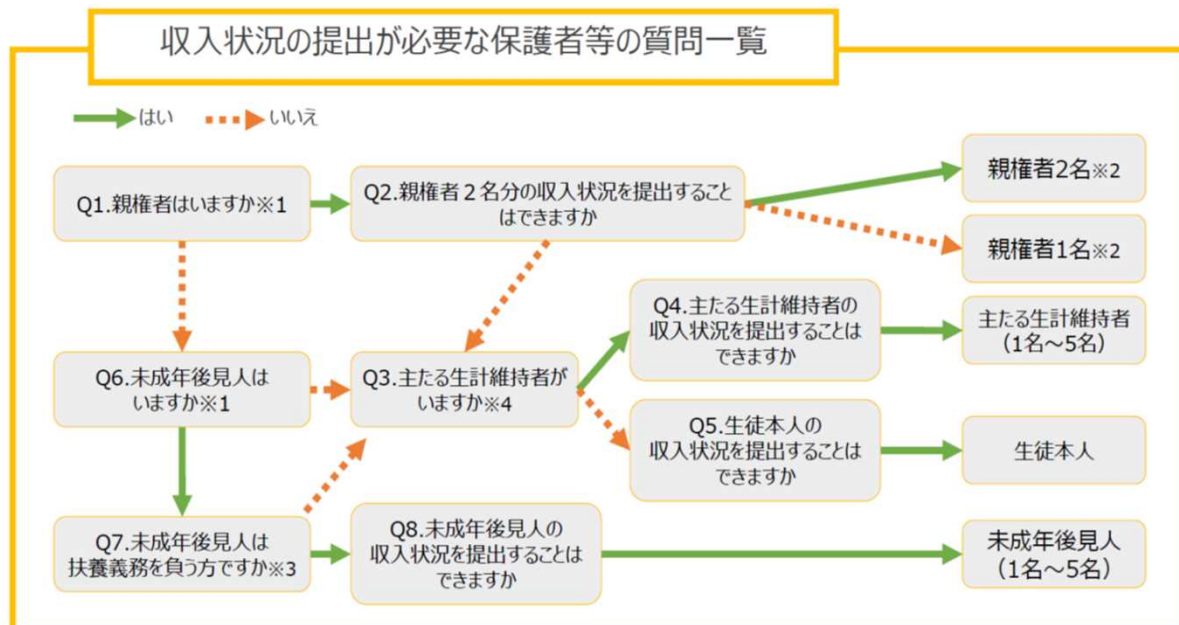 収入状況の提出が必要な保護者等の質問一覧
はい
いいえ
Q1.親権者はいますか※1
Q2.親権者２名分の収入状況を提出すること
はできますか
親権者2名※2
親権者1名※2
Q4.主たる生計維持者の
収入状況を提出することは
できますか
主たる生計維持者
（1名～5名）
Q6.未成年後見人は
いますか※1
Q3.主たる生計維持者が
いますか※4
Q5.生徒本人の
収入状況を提出することは
できますか
生徒本人
Q7.未成年後見人は
扶養義務を負う方ですか※3
Q8.未成年後見人の
収入状況を提出することは
できますか
未成年後見人
（1名～5名）